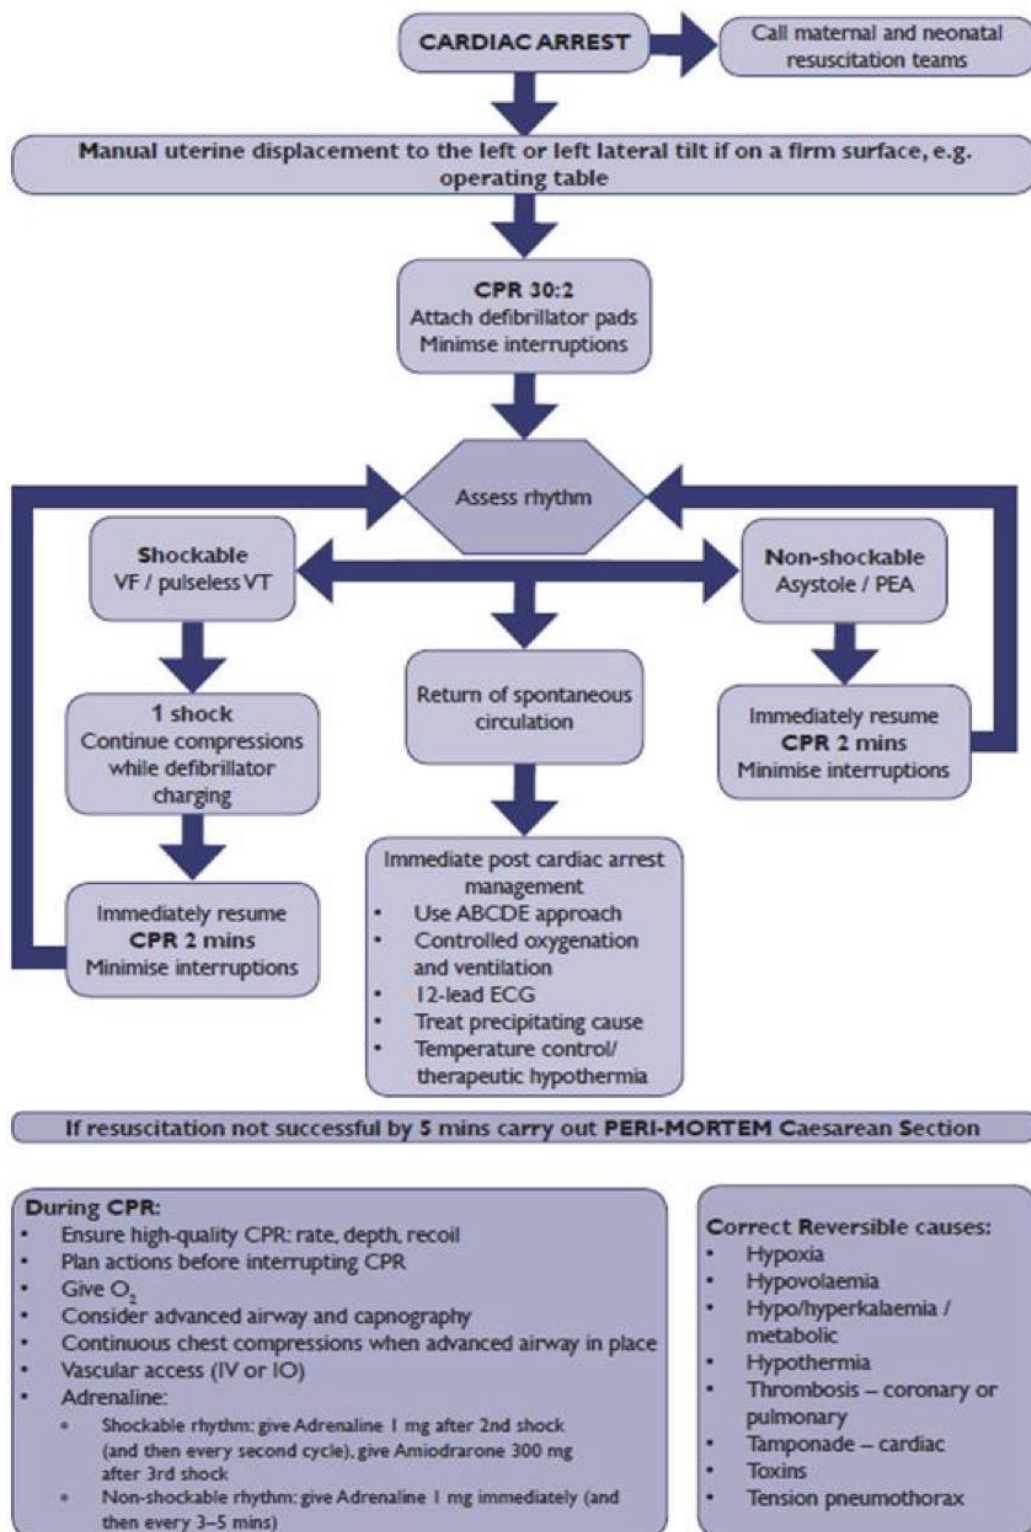 CARDIAC ARREST
Call maternal and neonatal
resuscitation teams
Manual uterine displacement to the left or left lateral tilt if on a firm surface, e.g.
operating table
CPR 30:2
Attach defibrillator pads
Minimse interruptions
Assess rhythm
Shockable
VF / pulseless VT
Non-shockable
Asystole / PEA
1 shock
Continue compressions
while defibrillator
charging
Return of spontaneous
circulation
Immediately resume
CPR 2 mins
Minimise interruptions
Immediately resume
CPR 2 mins
Minimise interruptions
Immediate post cardiac arrest
management
• Use ABCDE approach
• Controlled oxygenation
and ventilation
• 12-lead ECG
• Treat precipitating cause
• Temperature control/
therapeutic hypothermia
If resuscitation not successful by 5 mins carry out PERI-MORTEM Caesarean Section
During CPR:
• Ensure high-quality CPR: rate, depth, recoil
• Plan actions before interrupting CPR
• Give O₂
• Consider advanced airway and capnography
• Continuous chest compressions when advanced airway in place
• Vascular access (IV or IO)
• Adrenaline:
◦ Shockable rhythm: give Adrenaline 1 mg after 2nd shock
(and then every second cycle), give Amiodrarone 300 mg
after 3rd shock
◦ Non-shockable rhythm: give Adrenaline 1 mg immediately (and
then every 3–5 mins)
Correct Reversible causes:
• Hypoxia
• Hypovolaemia
• Hypo/hyperkalaemia /
metabolic
• Hypothermia
• Thrombosis – coronary or
pulmonary
• Tamponade – cardiac
• Toxins
• Tension pneumothorax